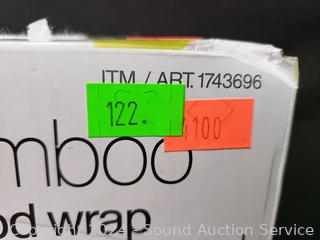 ITM / ART. 1743696
122.
100
mboo
od wrap
Copyright 2024 - Sound Auction Service